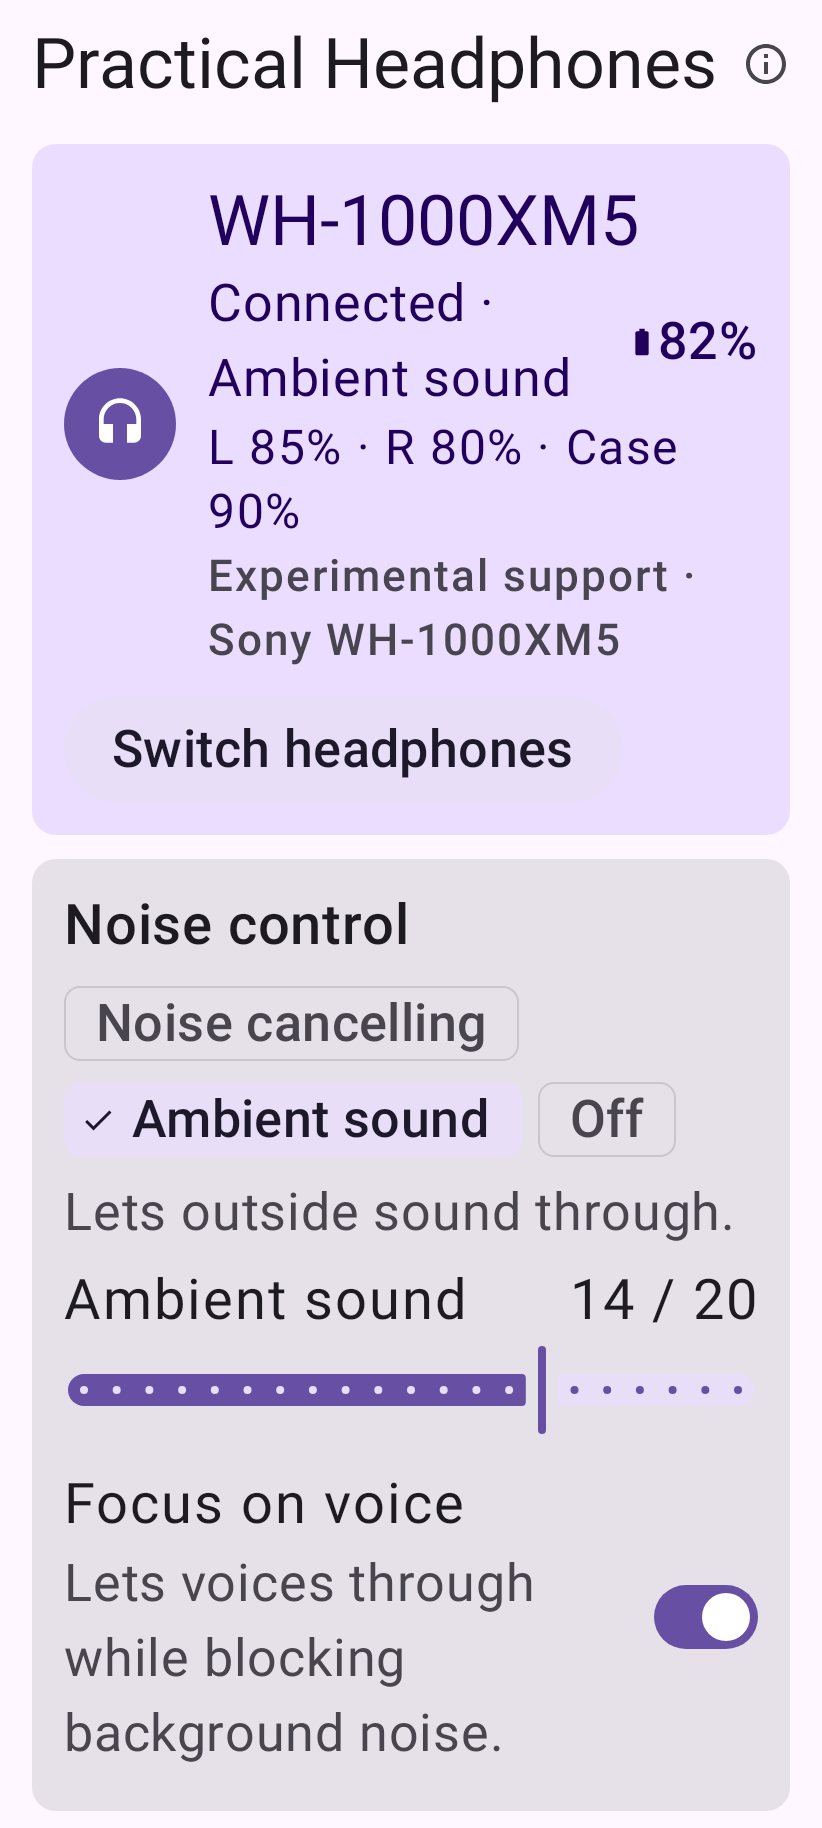 Practical Headphones
WH-1000XM5
Connected ·
Ambient sound
82%
L 85% · R 80% · Case
90%
Experimental support ·
Sony WH-1000XM5
Switch headphones
Noise control
Noise cancelling
Ambient sound
Off
Lets outside sound through.
Ambient sound
14 / 20
Focus on voice
Lets voices through
while blocking
background noise.